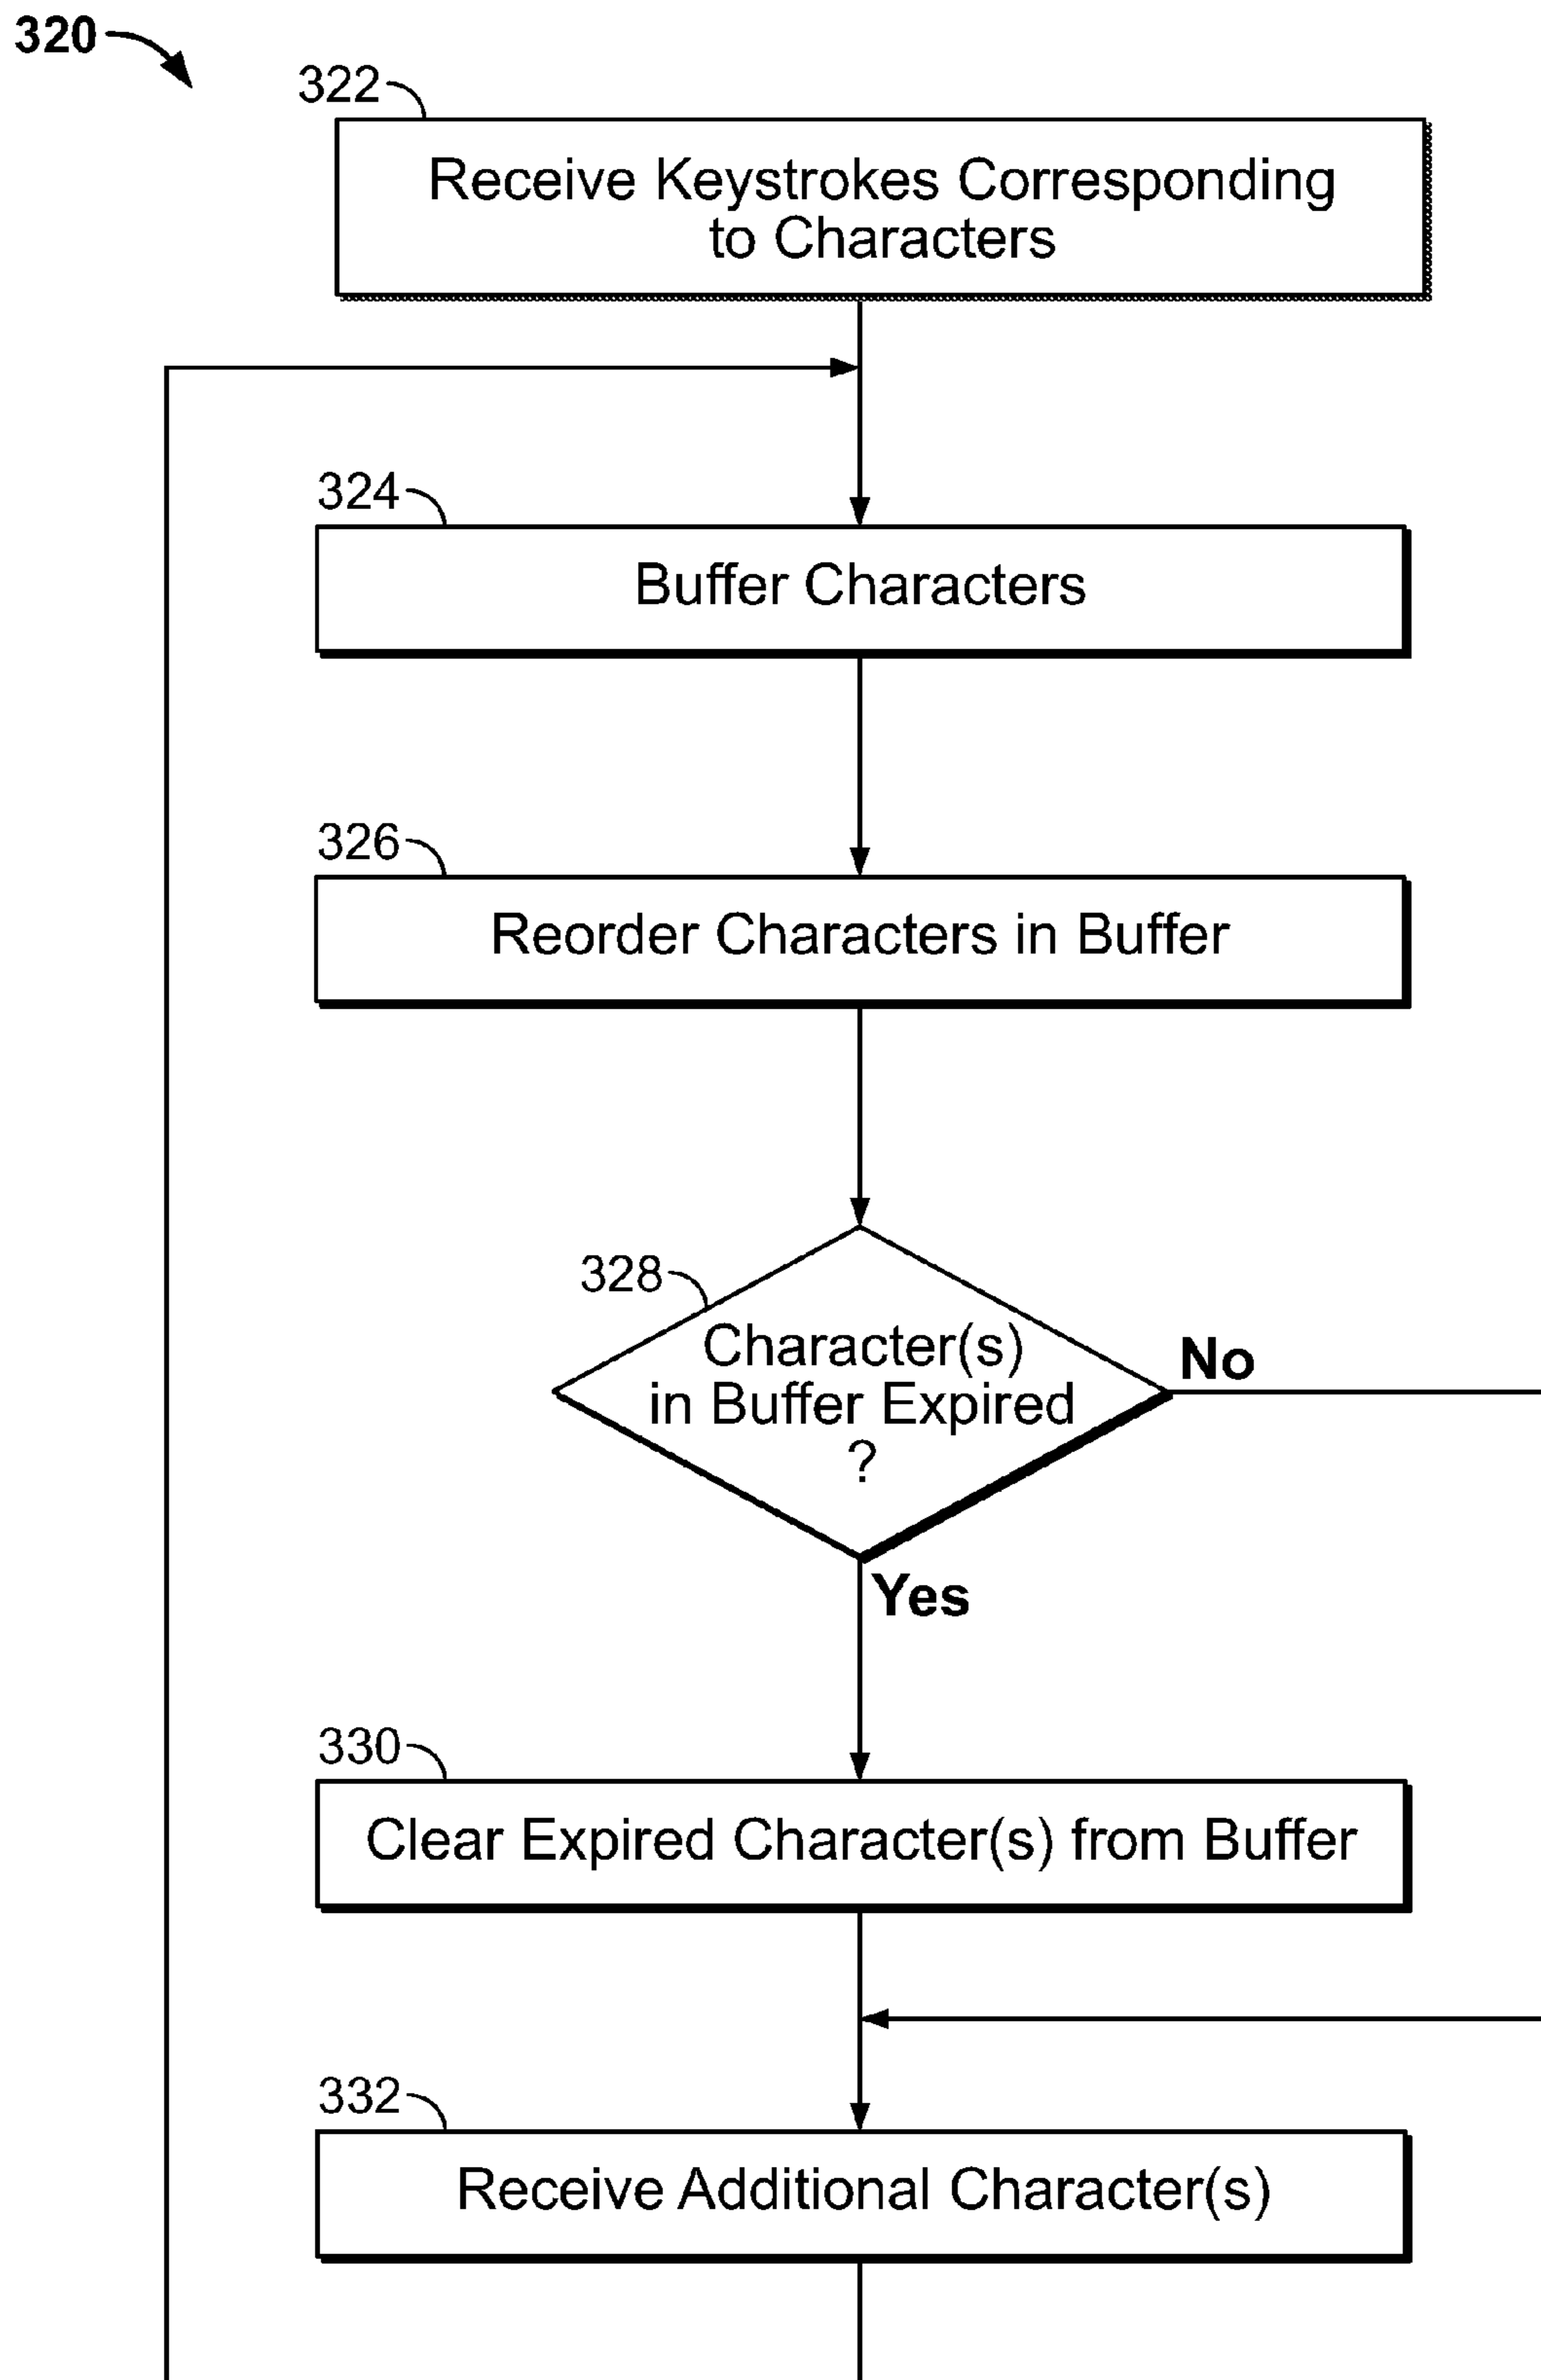 320
322
Receive Keystrokes Corresponding
to Characters
324
Buffer Characters
326
Reorder Characters in Buffer
328
Character(s)
in Buffer Expired
?
No
Yes
330
Clear Expired Character(s) from Buffer
332
Receive Additional Character(s)